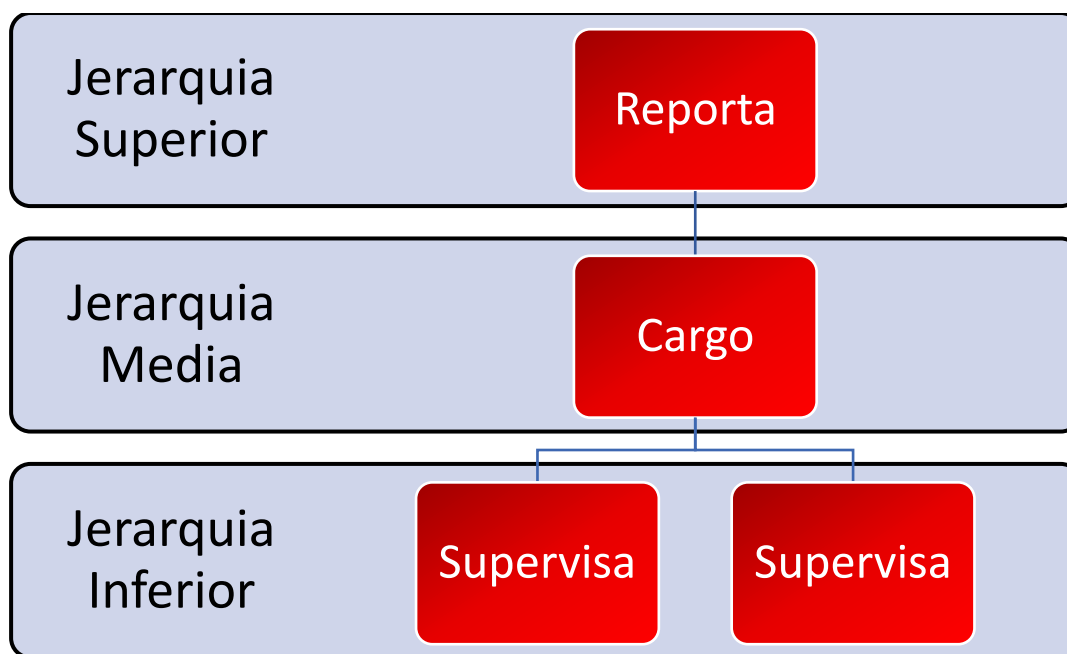 Jerarquia
Superior
Reporta
Jerarquia
Media
Cargo
Jerarquia
Inferior
Supervisa
Supervisa